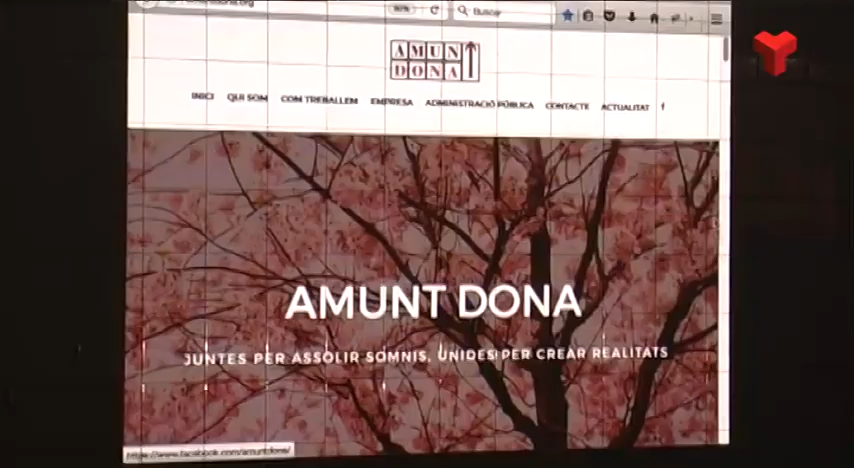 Buscar
AMUN
DONA
INICI QUI SOM COM TREBALLEM EMPRESA ADMINISTRACIÓ PÚBLICA CONTACTE ACTUALITAT f
AMUNT DONA
JUNTES PER ASSOLIR SOMNIS, UNIDES PER CREAR REALITATS
https://www.facebook.com/amuntdona/